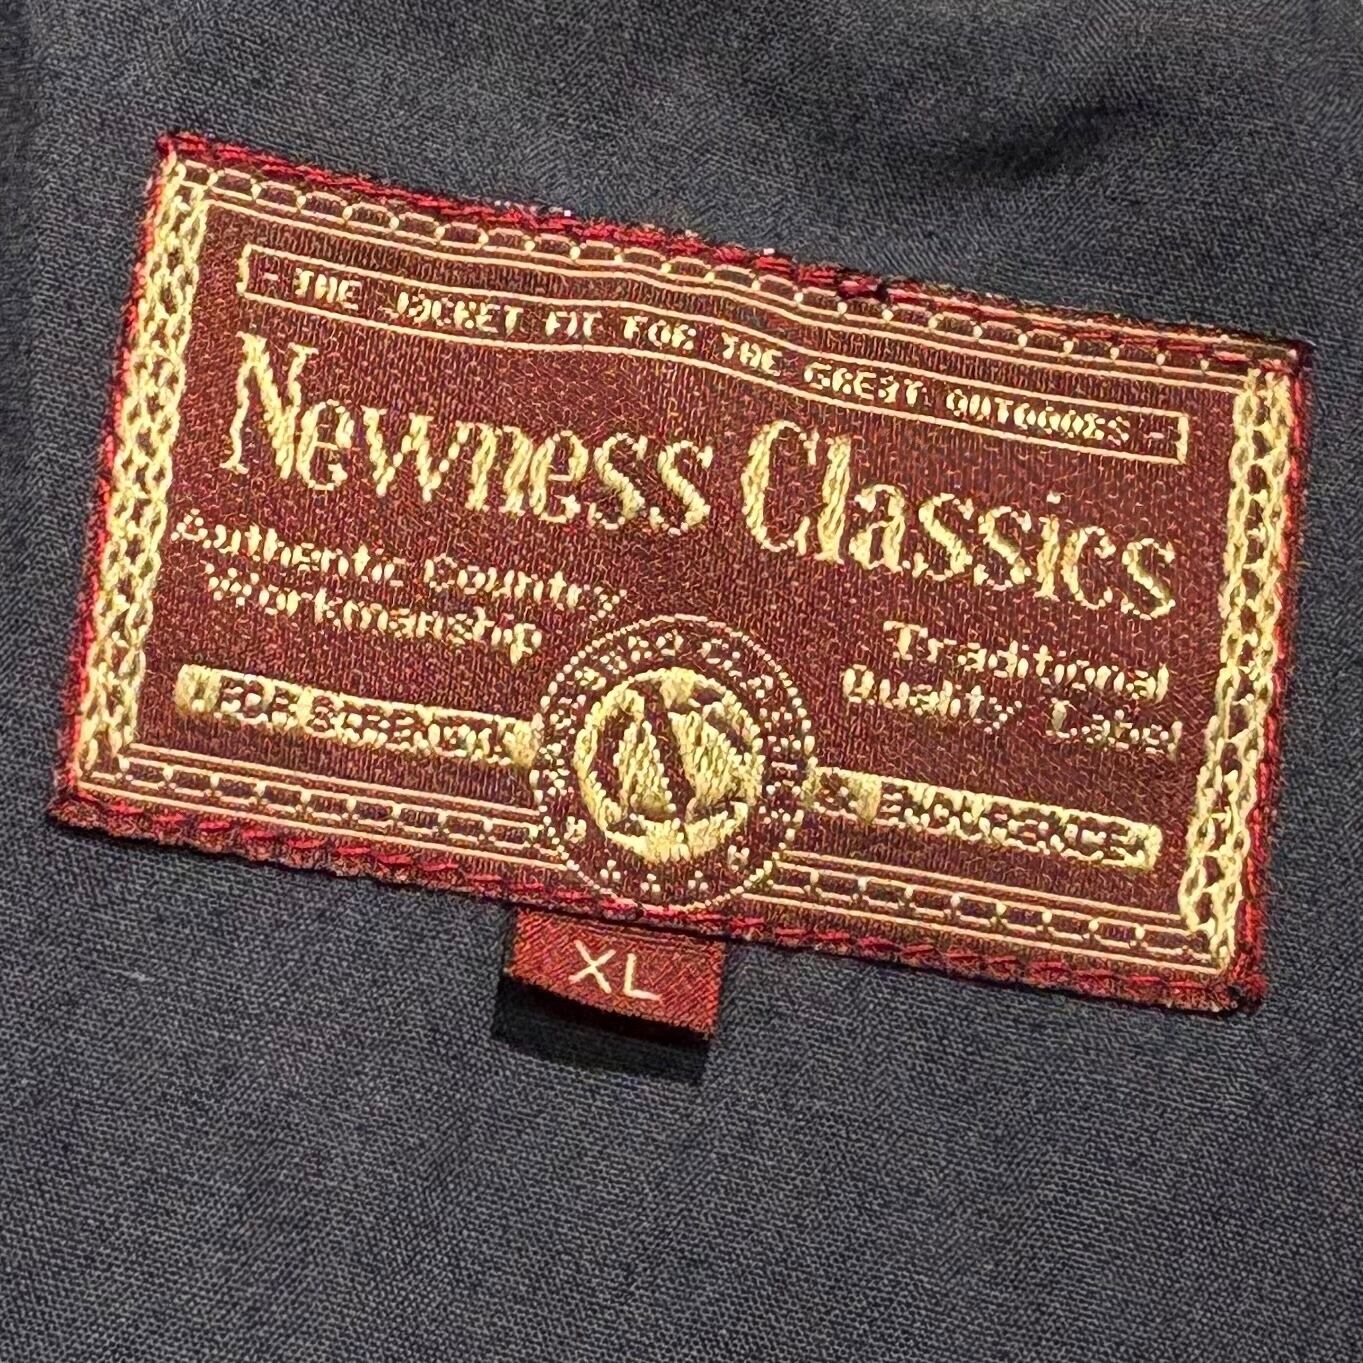 - THE JACKET FIT FOR THE GREAT OUTDOORS -
Newness Classics
Authentic Country
Workmanship
Traditional
Quality Label
XL